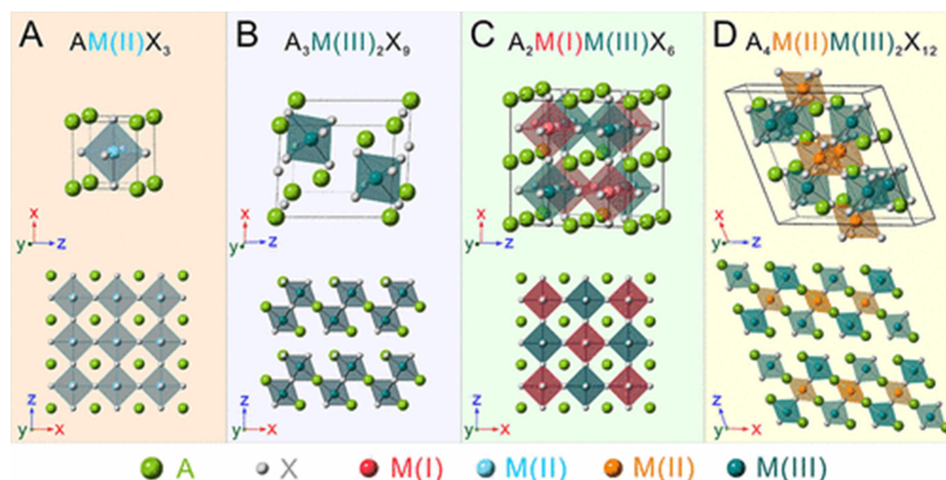 A AM(II)X₃
B A₃M(III)₂X₉
C A₂M(I)M(III)X₆
D A₄M(II)M(III)₂X₁₂
x
y z
x
y z
x
y z
x
y z
z
y x
z
y x
z
y x
z
y x
A X M(I) M(II) M(II) M(III)